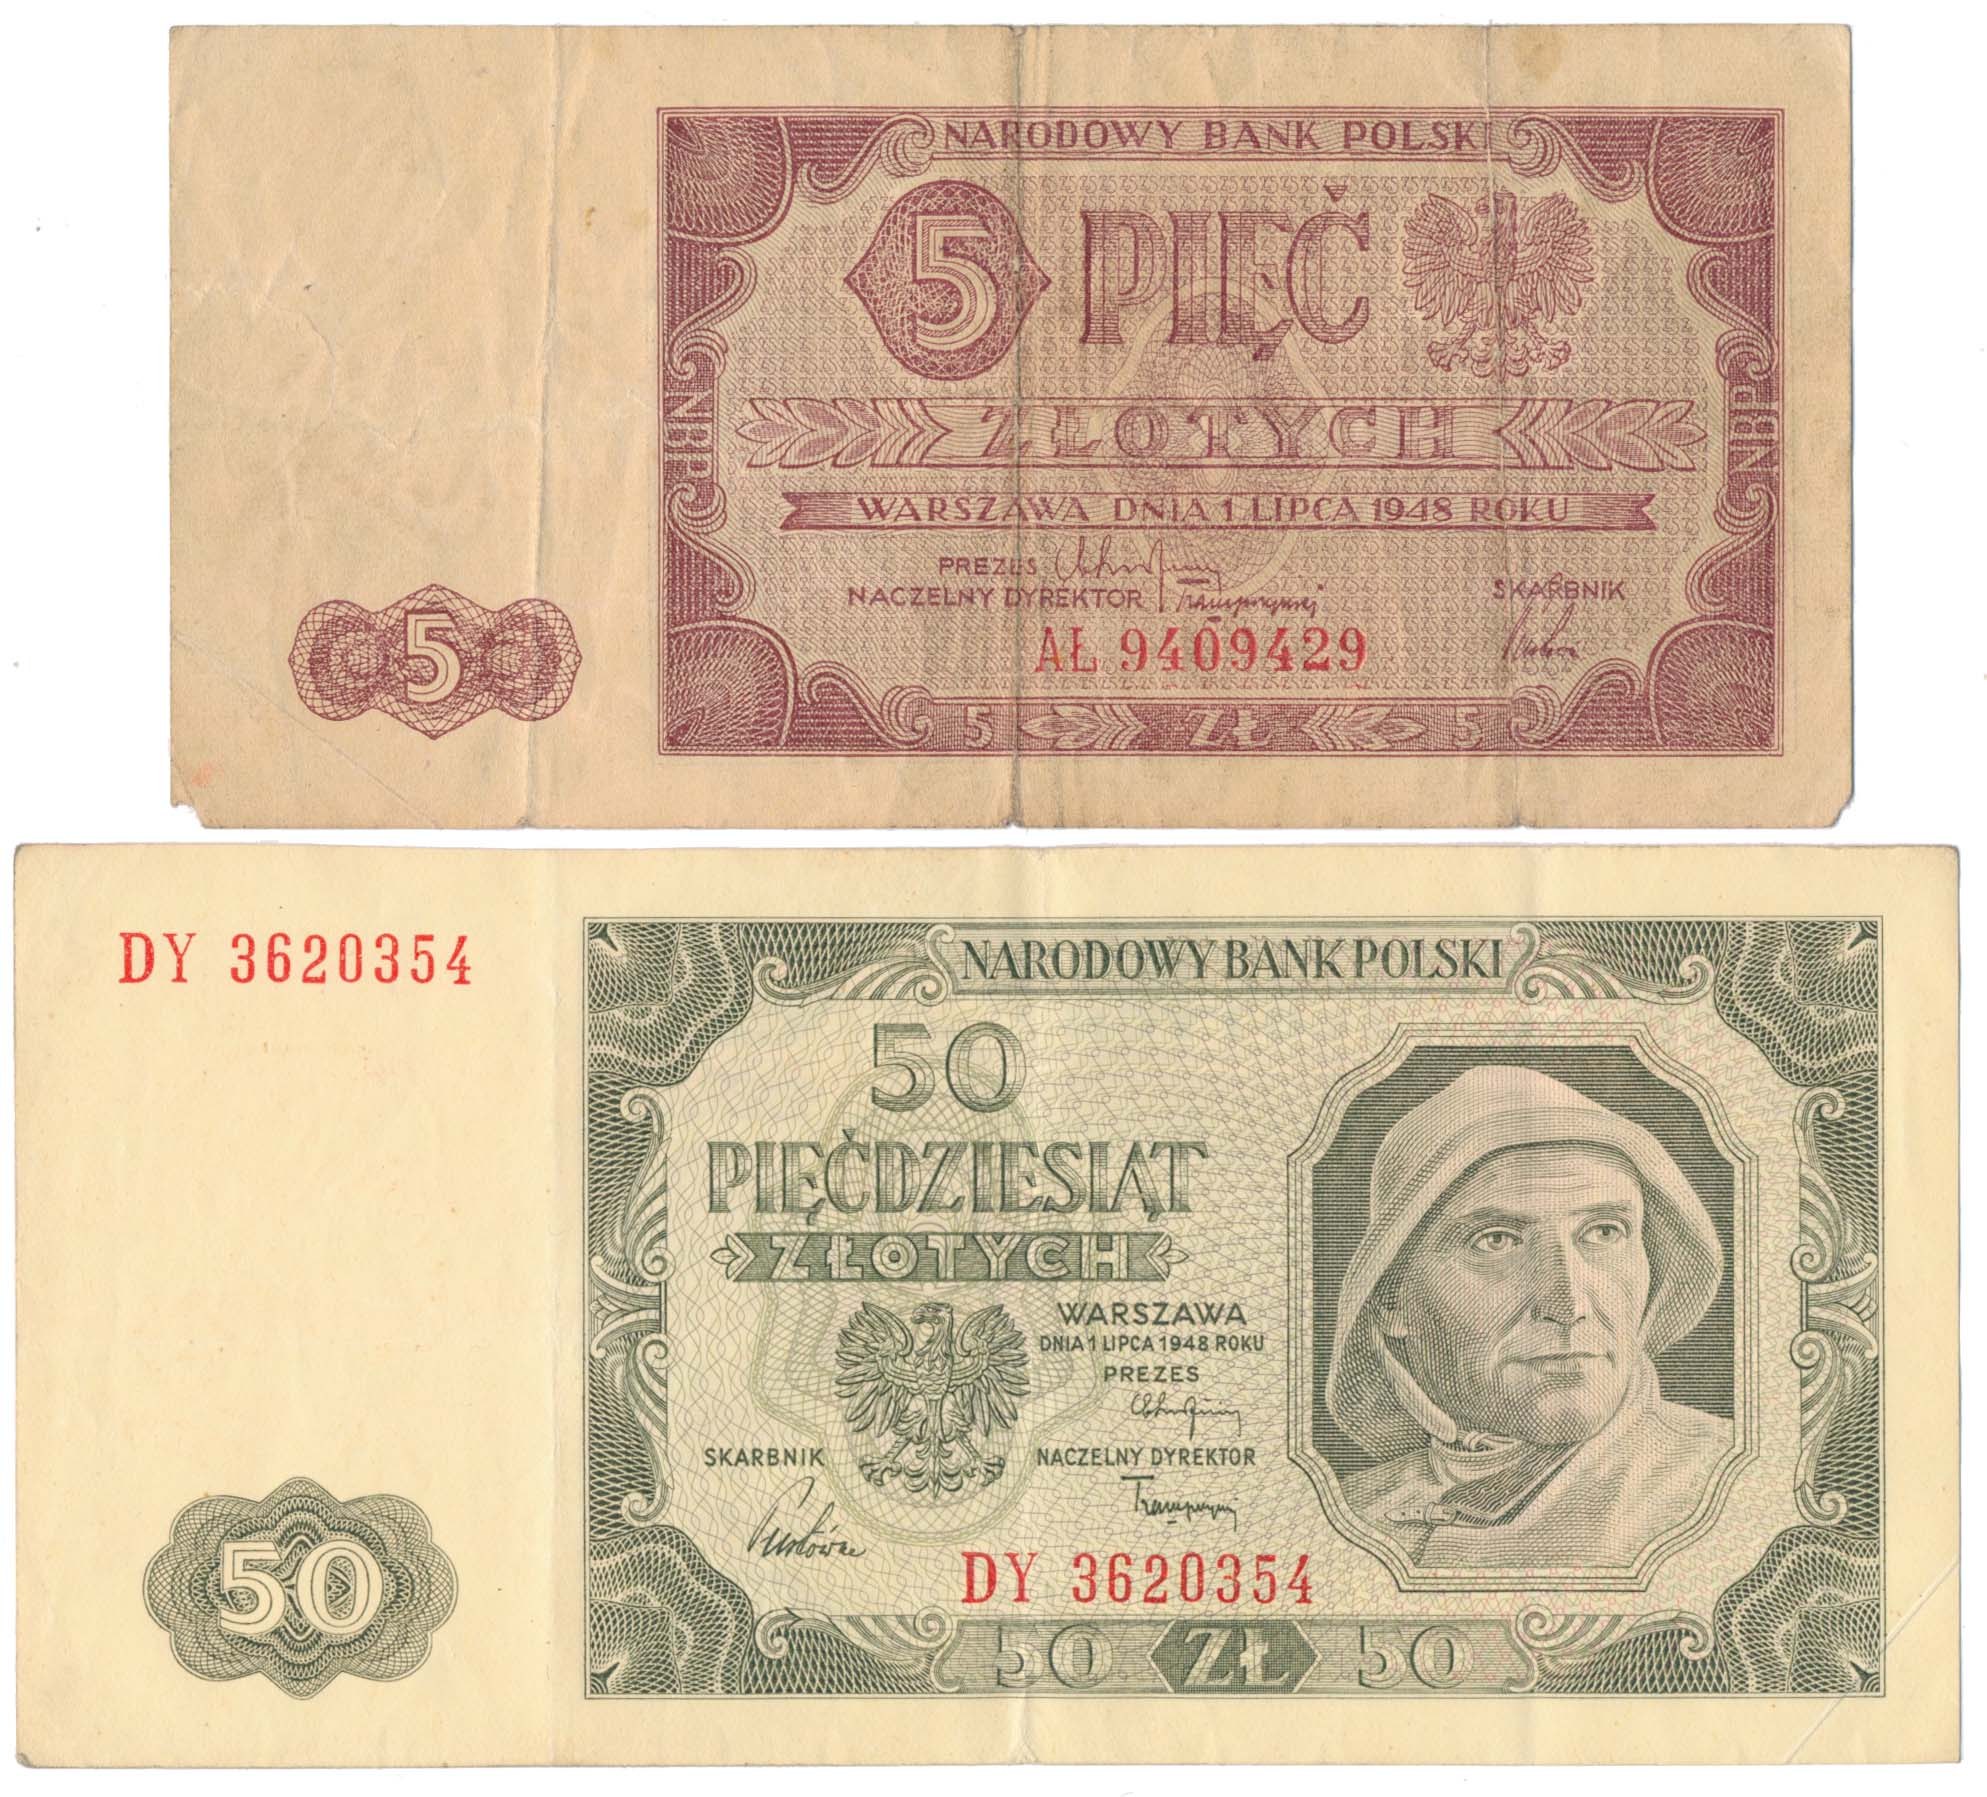 NARODOWY BANK POLSKI
5 PIĘĆ
ZŁOTYCH
NBP
NBP
WARSZAWA DNIA 1 LIPCA 1948 ROKU
PREZES
NACZELNY DYREKTOR
SKARBNIK
AŁ 9409429
5
5 ZŁ 5
DY 3620354
NARODOWY BANK POLSKI
50
PIĘĆDZIESIĄT
ZŁOTYCH
WARSZAWA
DNIA 1 LIPCA 1948 ROKU
PREZES
SKARBNIK
NACZELNY DYREKTOR
DY 3620354
50
50 ZŁ 50